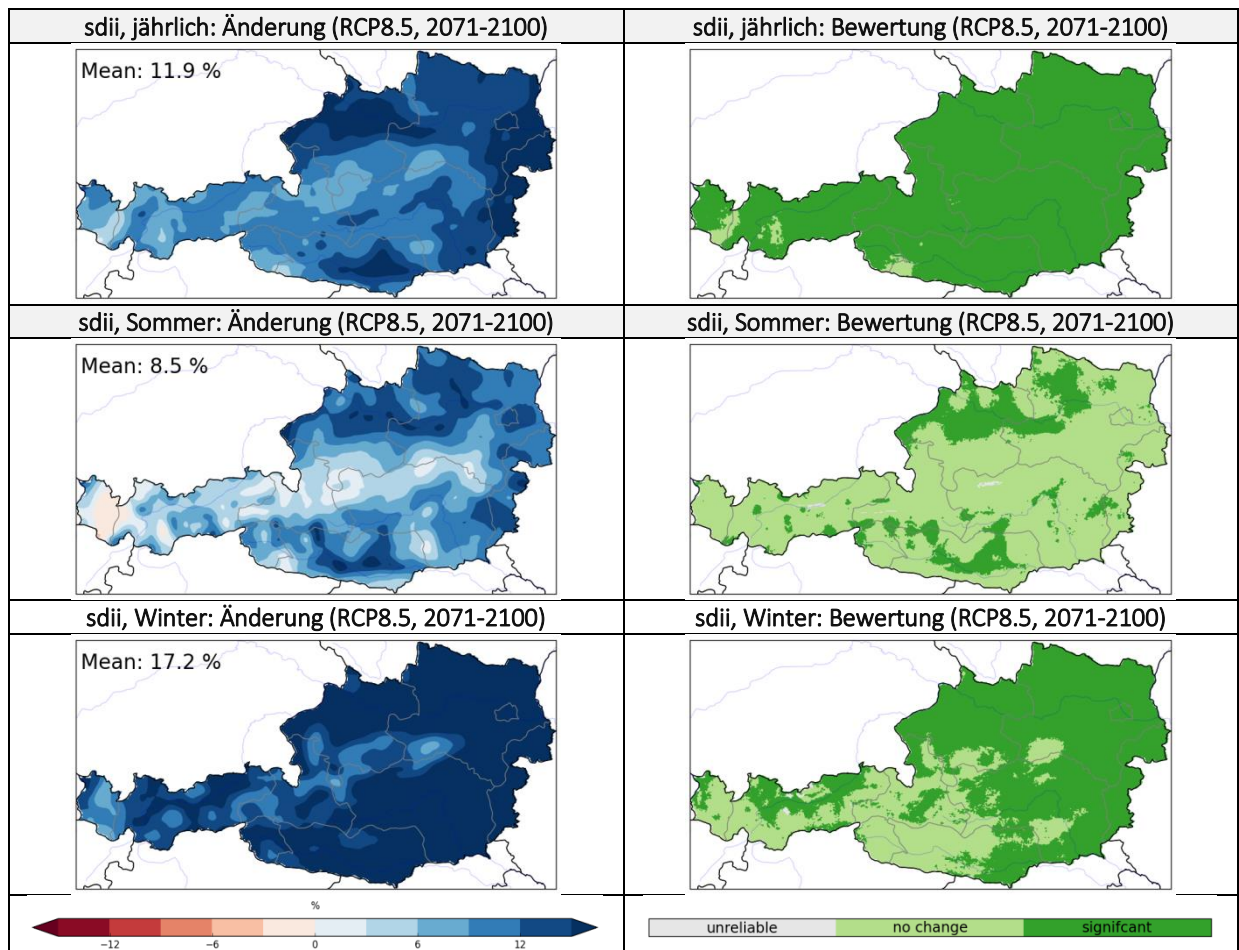 sdii, jährlich: Änderung (RCP8.5, 2071-2100)
sdii, jährlich: Bewertung (RCP8.5, 2071-2100)
Mean: 11.9 %
sdii, Sommer: Änderung (RCP8.5, 2071-2100)
sdii, Sommer: Bewertung (RCP8.5, 2071-2100)
Mean: 8.5 %
sdii, Winter: Änderung (RCP8.5, 2071-2100)
sdii, Winter: Bewertung (RCP8.5, 2071-2100)
Mean: 17.2 %
%
−12 −6 0 6 12
unreliable no change signifcant